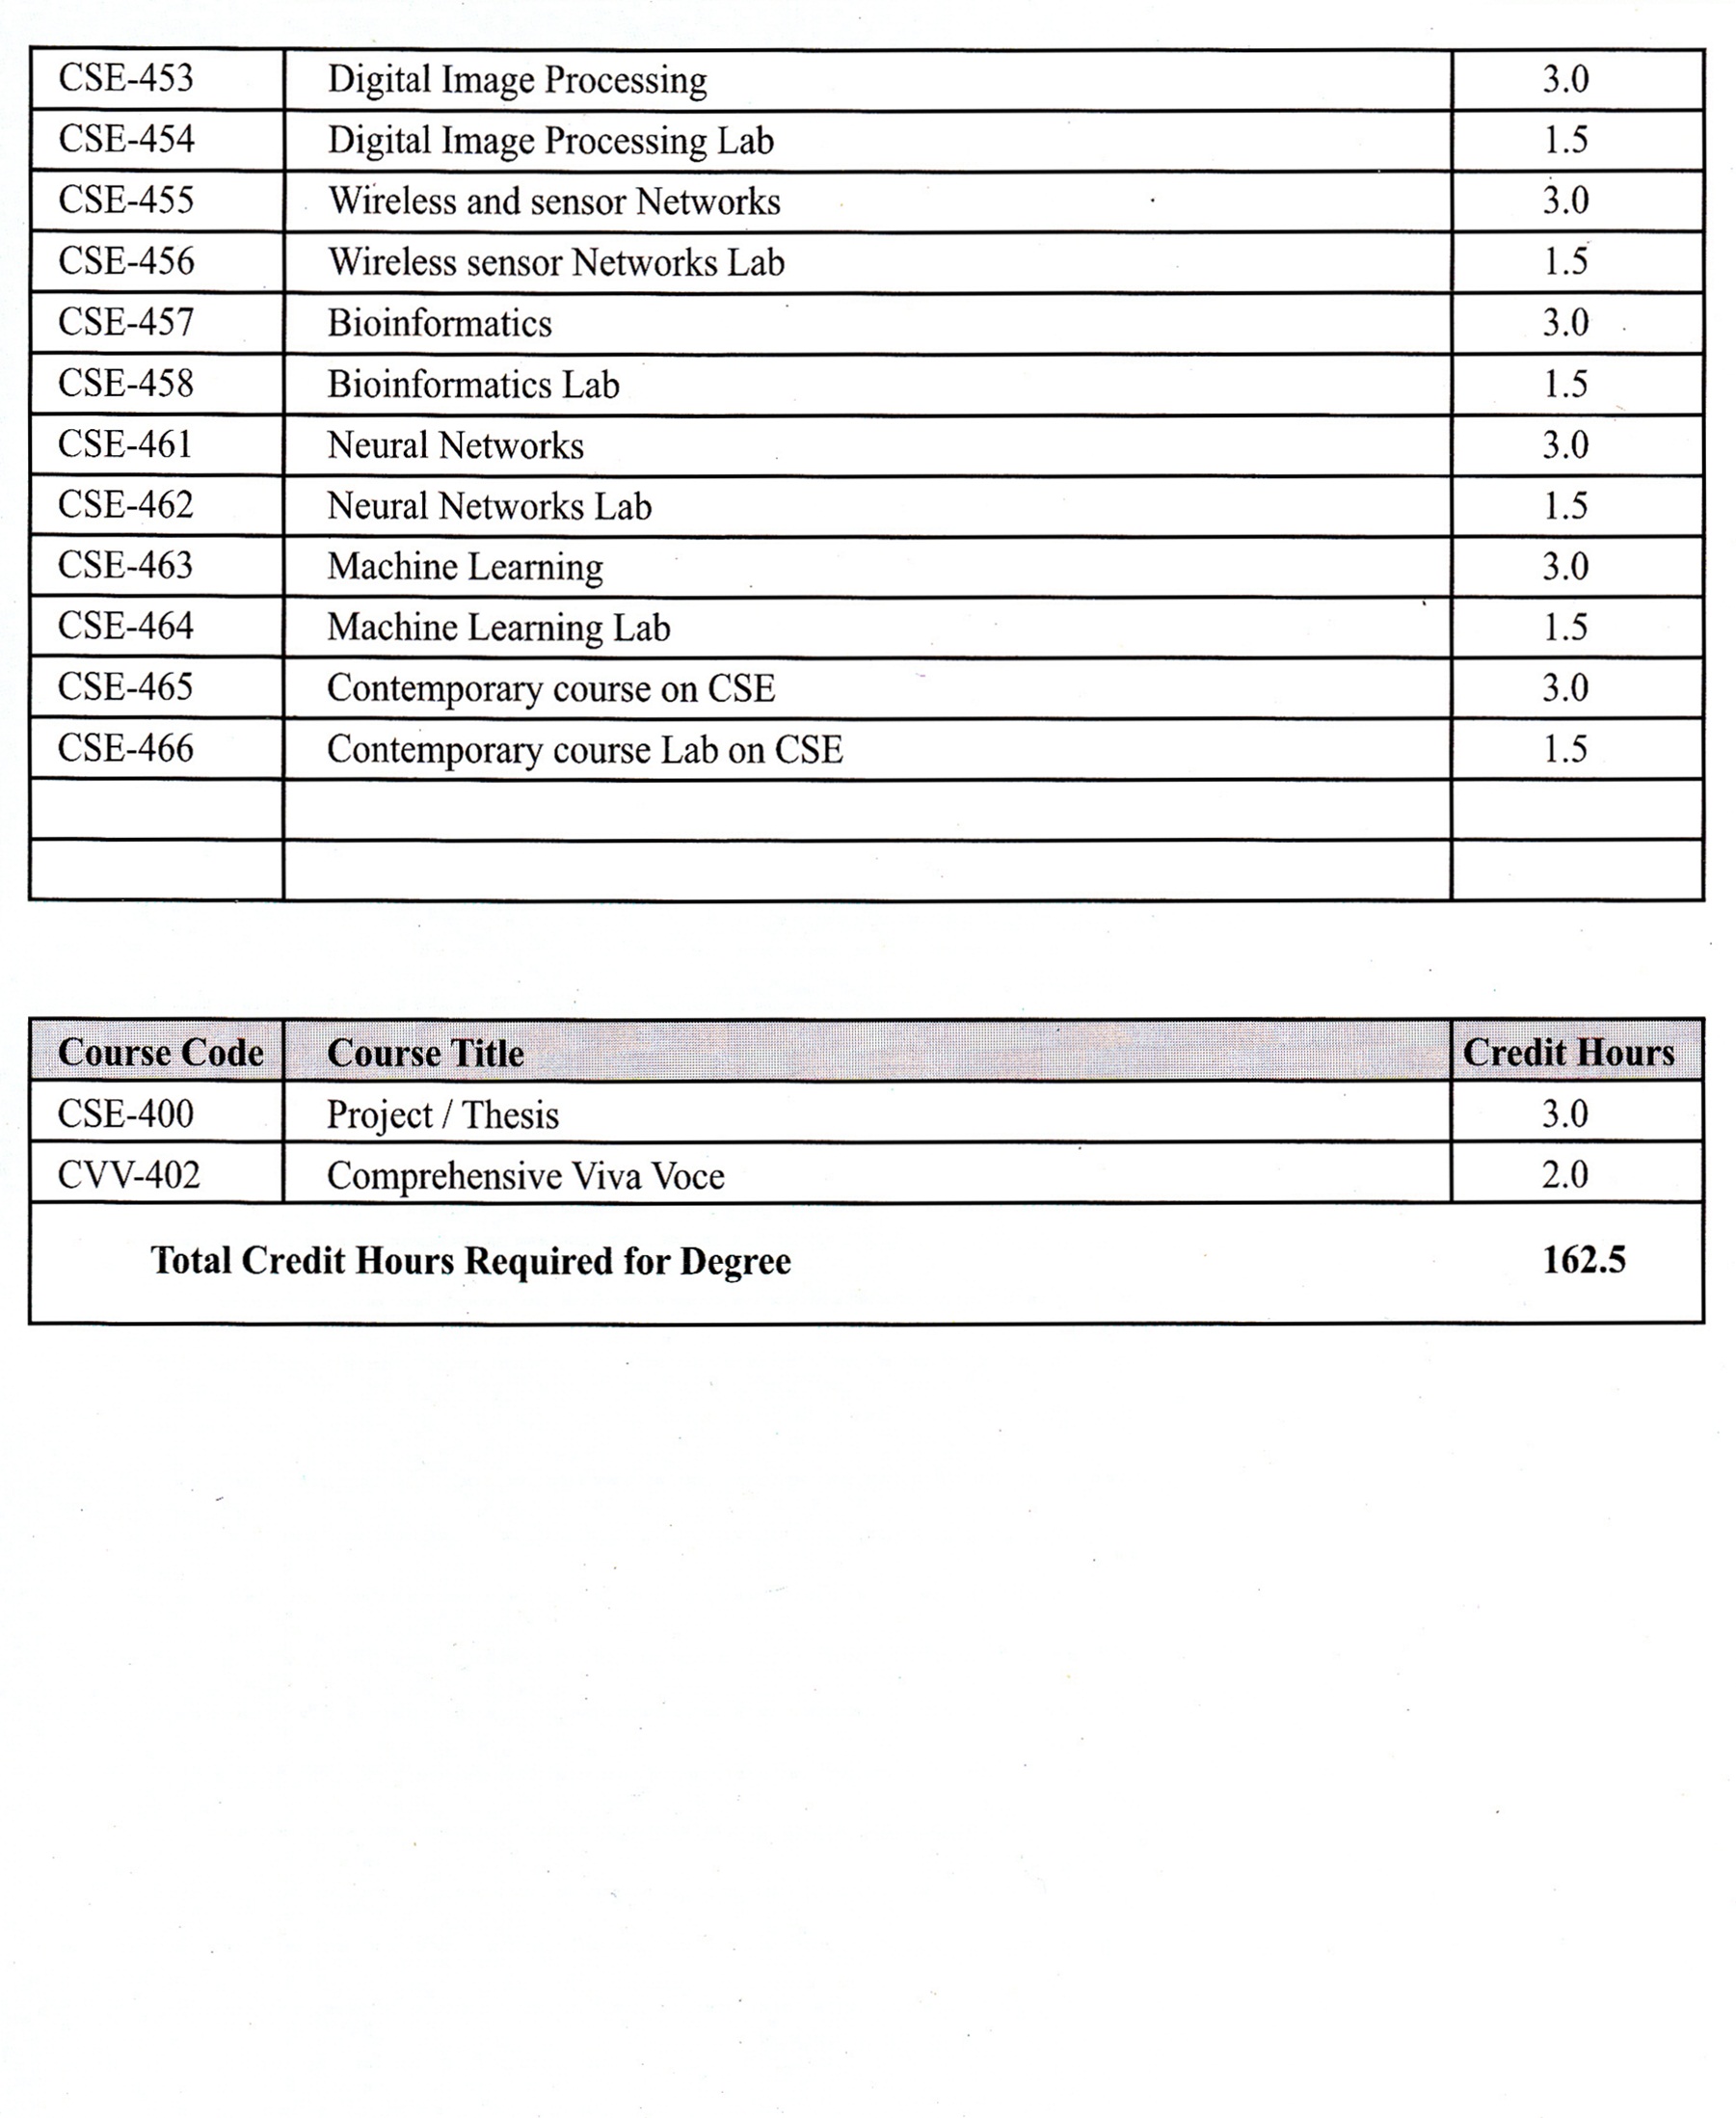 CSE-453 Digital Image Processing 3.0
CSE-454 Digital Image Processing Lab 1.5
CSE-455 Wireless and sensor Networks 3.0
CSE-456 Wireless sensor Networks Lab 1.5
CSE-457 Bioinformatics 3.0
CSE-458 Bioinformatics Lab 1.5
CSE-461 Neural Networks 3.0
CSE-462 Neural Networks Lab 1.5
CSE-463 Machine Learning 3.0
CSE-464 Machine Learning Lab 1.5
CSE-465 Contemporary course on CSE 3.0
CSE-466 Contemporary course Lab on CSE 1.5
Course Code Course Title Credit Hours
CSE-400 Project / Thesis 3.0
CVV-402 Comprehensive Viva Voce 2.0
Total Credit Hours Required for Degree 162.5